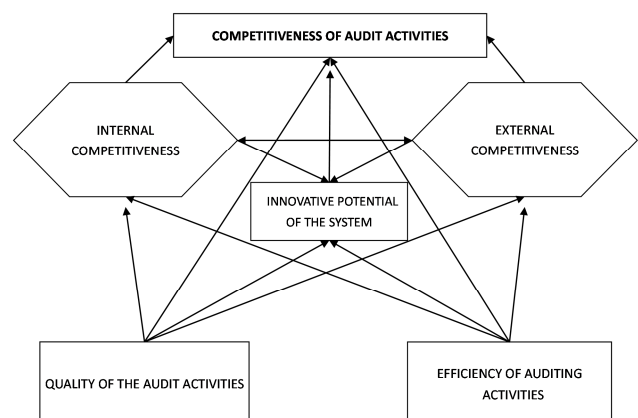 COMPETITIVENESS OF AUDIT ACTIVITIES
INTERNAL
COMPETITIVENESS
EXTERNAL
COMPETITIVENESS
INNOVATIVE POTENTIAL
OF THE SYSTEM
QUALITY OF THE AUDIT ACTIVITIES
EFFICIENCY OF AUDITING
ACTIVITIES